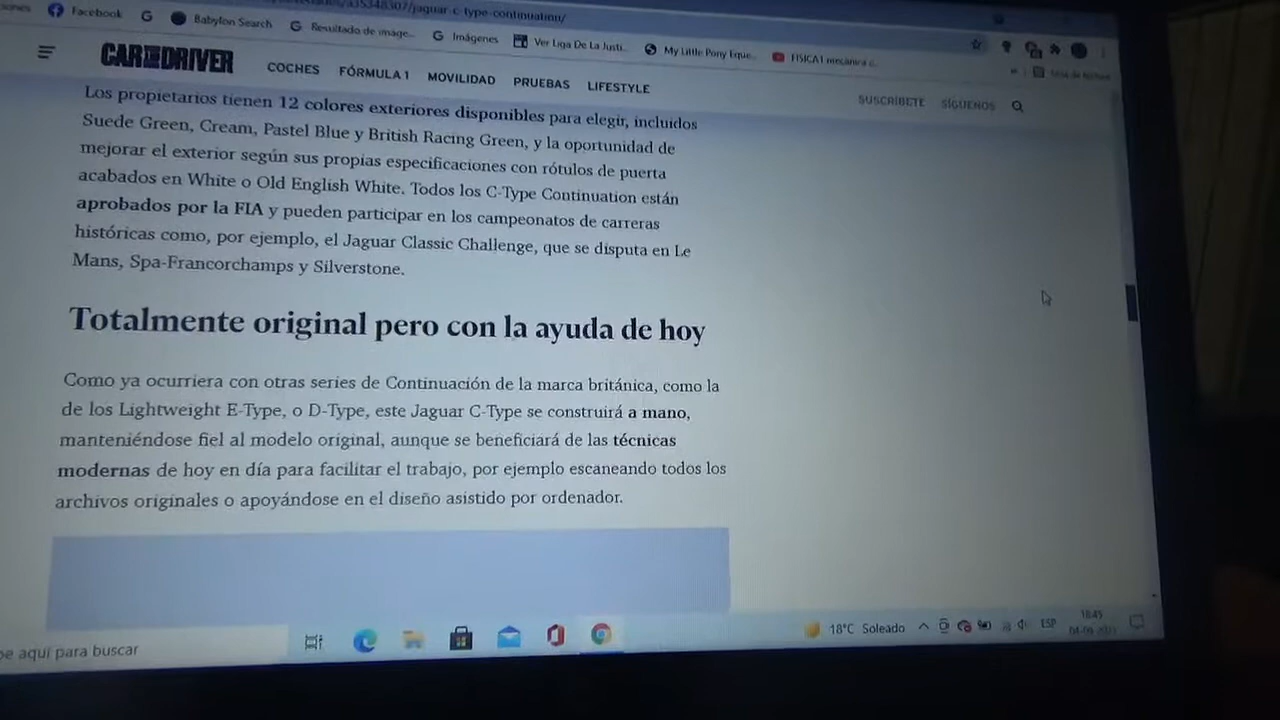 a35348307/jaguar-c-type-continuation/
Facebook
Babylon Search
Resultado de image...
Imágenes
Ver Liga De La Justi...
My Little Pony Eque...
FISICA I mecanica c...
CAR AND DRIVER
COCHES FÓRMULA 1 MOVILIDAD PRUEBAS LIFESTYLE
SUSCRÍBETE SÍGUENOS
Los propietarios tienen 12 colores exteriores disponibles para elegir, incluidos
Suede Green, Cream, Pastel Blue y British Racing Green, y la oportunidad de
mejorar el exterior según sus propias especificaciones con rótulos de puerta
acabados en White o Old English White. Todos los C-Type Continuation están
aprobados por la FIA y pueden participar en los campeonatos de carreras
históricas como, por ejemplo, el Jaguar Classic Challenge, que se disputa en Le
Mans, Spa-Francorchamps y Silverstone.
Totalmente original pero con la ayuda de hoy
Como ya ocurriera con otras series de Continuación de la marca británica, como la
de los Lightweight E-Type, o D-Type, este Jaguar C-Type se construirá a mano,
manteniéndose fiel al modelo original, aunque se beneficiará de las técnicas
modernas de hoy en día para facilitar el trabajo, por ejemplo escaneando todos los
archivos originales o apoyándose en el diseño asistido por ordenador.
be aquí para buscar
18°C Soleado
ESP
18:45